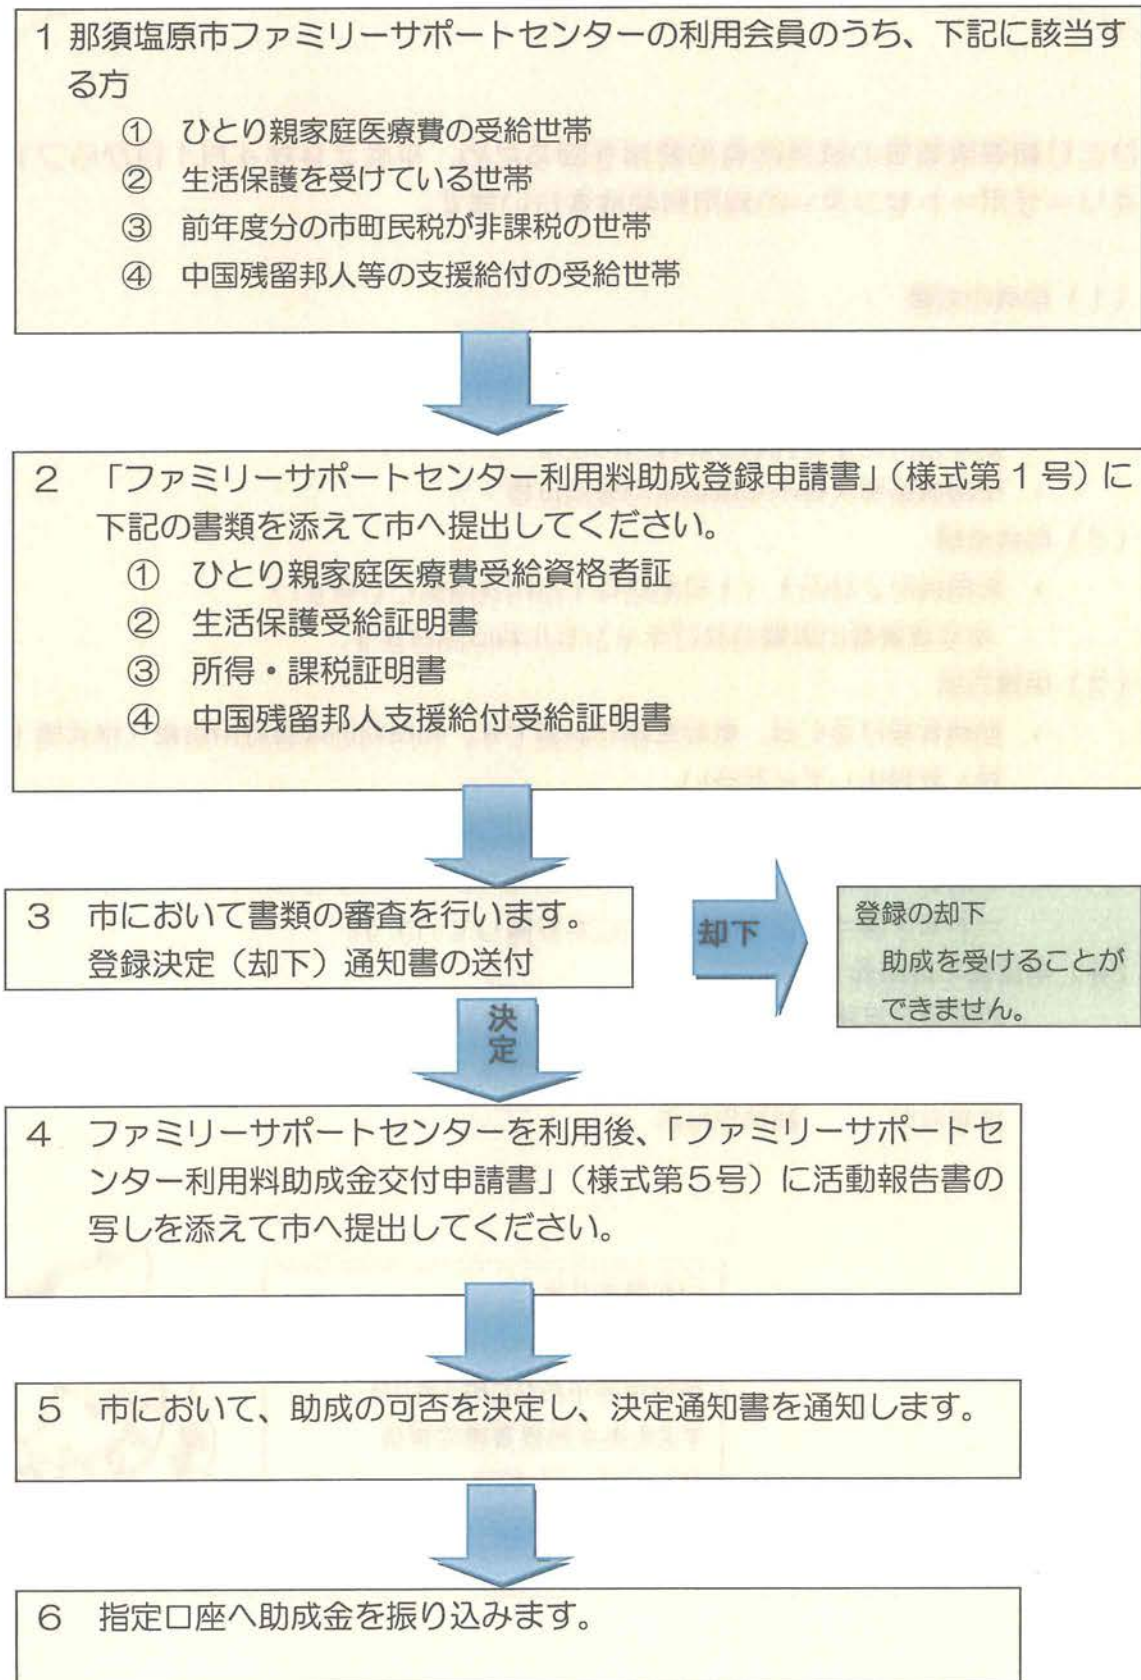 1 那須塩原市ファミリーサポートセンターの利用会員のうち、下記に該当す
る方
① ひとり親家庭医療費の受給世帯
② 生活保護を受けている世帯
③ 前年度分の市町民税が非課税の世帯
④ 中国残留邦人等の支援給付の受給世帯
2 「ファミリーサポートセンター利用料助成登録申請書」(様式第1号)に
下記の書類を添えて市へ提出してください。
① ひとり親家庭医療費受給資格者証
② 生活保護受給証明書
③ 所得・課税証明書
④ 中国残留邦人支援給付受給証明書
3 市において書類の審査を行います。
登録決定(却下)通知書の送付
却下
登録の却下
助成を受けることが
できません。
決
定
4 ファミリーサポートセンターを利用後、「ファミリーサポートセ
ンター利用料助成金交付申請書」(様式第5号)に活動報告書の
写しを添えて市へ提出してください。
5 市において、助成の可否を決定し、決定通知書を通知します。
6 指定口座へ助成金を振り込みます。